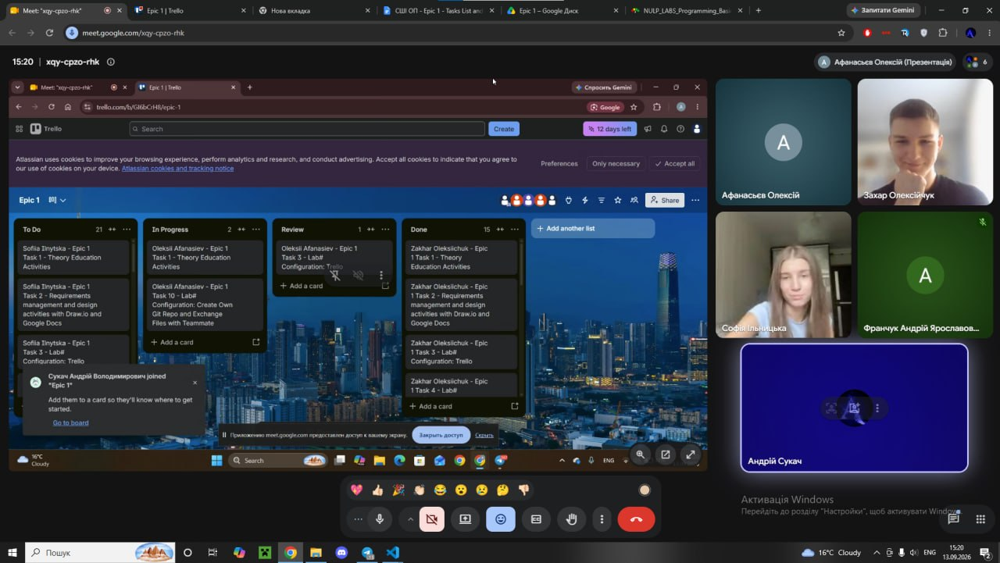 Meet: "xqy-cpzo-rhk"
Epic 1 | Trello
Нова вкладка
СШІ ОП - Epic 1 - Tasks List and
Epic 1 – Google Диск
NULP_LABS_Programming_Basi
Запитати Gemini
meet.google.com/xqy-cpzo-rhk
15:20 | xqy-cpzo-rhk
Афанасьєв Олексій (Презентація)
6
Meet: "xqy-cpzo-rhk"
Epic 1 | Trello
Спросить Gemini
trello.com/b/GI6bCrH8/epic-1
Google
Trello
Search
Create
12 days left
Atlassian uses cookies to improve your browsing experience, perform analytics and research, and conduct advertising. Accept all cookies to indicate that you agree to
our use of cookies on your device. Atlassian cookies and tracking notice
Preferences
Only necessary
Accept all
Epic 1
Share
To Do 21
Sofiia Ilnytska - Epic 1
Task 1 - Theory Education
Activities
Sofiia Ilnytska - Epic 1
Task 2 - Requirements
management and design
activities with Draw.io and
Google Docs
Sofiia Ilnytska - Epic 1
Task 3 - Lab#
Configuration: Trello
In Progress 2
Oleksii Afanasiev - Epic 1
Task 1 - Theory Education
Activities
Oleksii Afanasiev - Epic 1
Task 10 - Lab#
Configuration: Create Own
Git Repo and Exchange
Files with Teammate
Add a card
Review 1
Oleksii Afanasiev - Epic 1
Task 3 - Lab#
Configuration: Trello
Add a card
Done 15
Zakhar Oleksiichuk - Epic
1 Task 1 - Theory
Education Activities
Zakhar Oleksiichuk - Epic
1 Task 2 - Requirements
management and design
activities with Draw.io and
Google Docs
Zakhar Oleksiichuk - Epic
1 Task 3 - Lab#
Configuration: Trello
Zakhar Oleksiichuk - Epic
1 Task 4 - Lab#
Add a card
Add another list
Сукач Андрій Володимирович joined
"Epic 1"
Add them to a card so they'll know where to get
started.
Go to board
Приложению meet.google.com предоставлен доступ к вашему экрану.
Закрыть доступ
Скрыть
16°C
Cloudy
Search
ENG
A
Афанасьєв Олексій
Захар Олексійчук
Софія Ільницька
A
Франчук Андрій Ярославов...
Андрій Сукач
Активація Windows
Перейдіть до розділу "Настройки", щоб активувати Windows.
Пошук
16°C Cloudy
ENG
15:20
13.09.2026
2